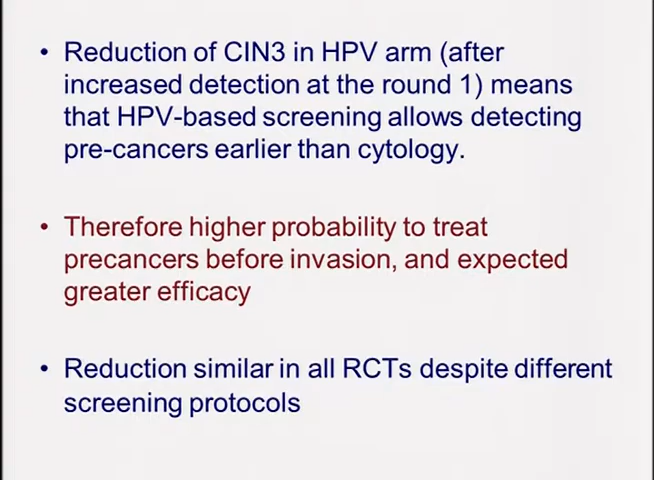 • Reduction of CIN3 in HPV arm (after
increased detection at the round 1) means
that HPV-based screening allows detecting
pre-cancers earlier than cytology.
• Therefore higher probability to treat
precancers before invasion, and expected
greater efficacy
• Reduction similar in all RCTs despite different
screening protocols